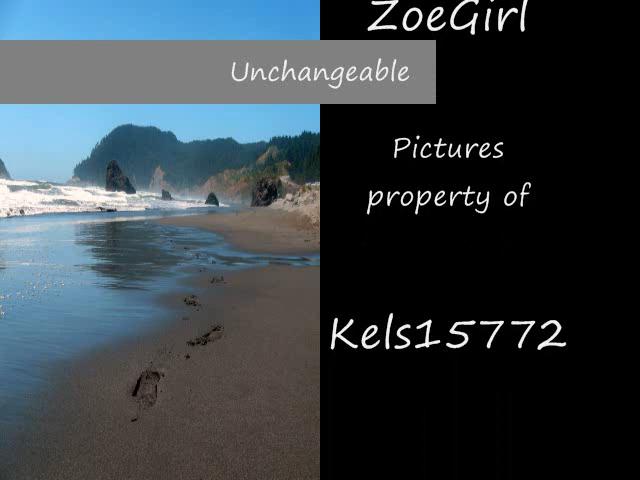 ZoeGirl
Unchangeable
Pictures
property of
Kels15772